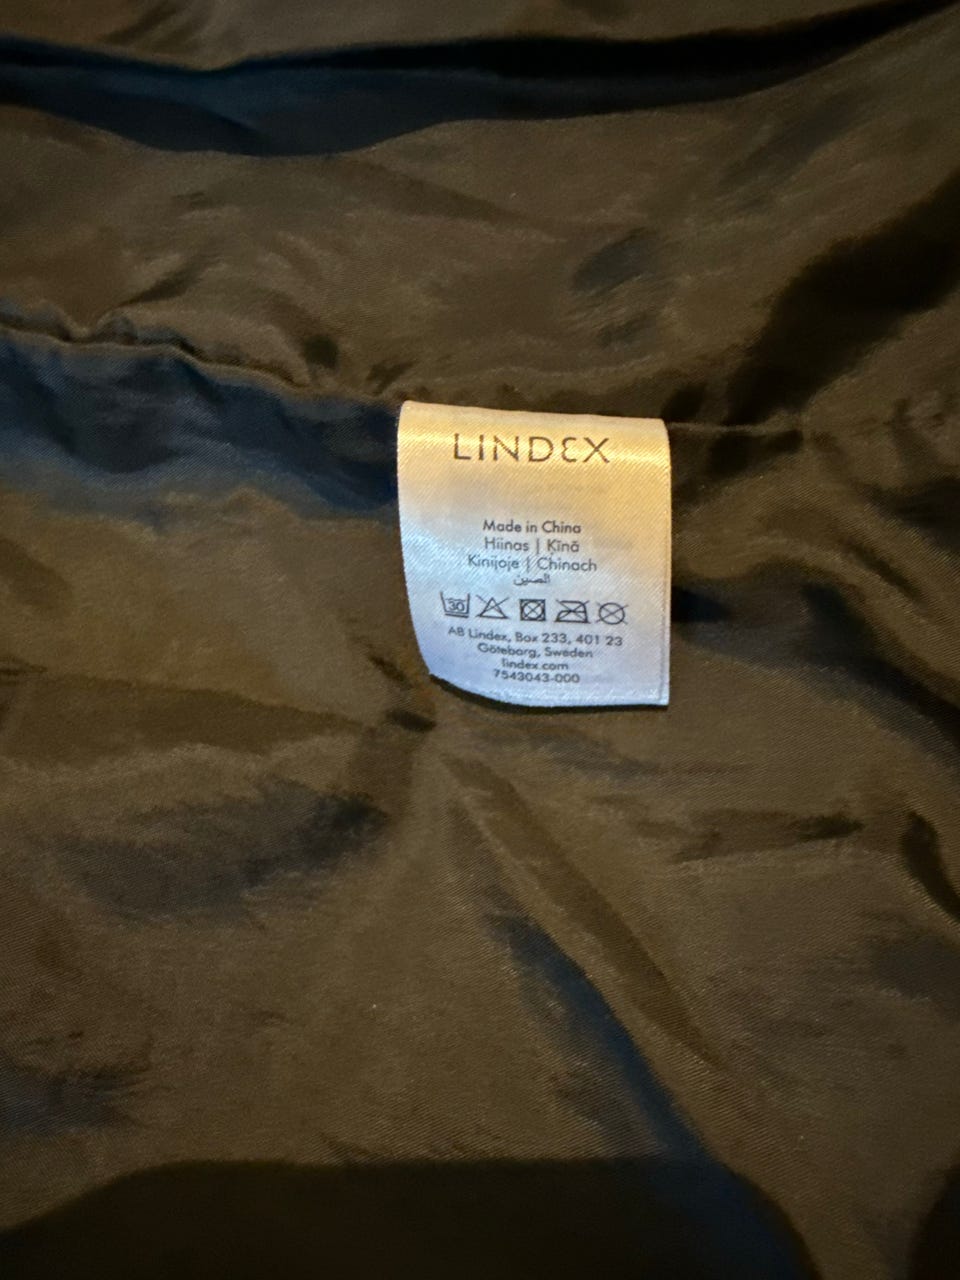 LINDEX
Made in China
Hiinas | Ķīnā
Kinijoje | Chinach
الصين
30
AB Lindex, Box 233, 401 23
Göteborg, Sweden
lindex.com
7543043-000